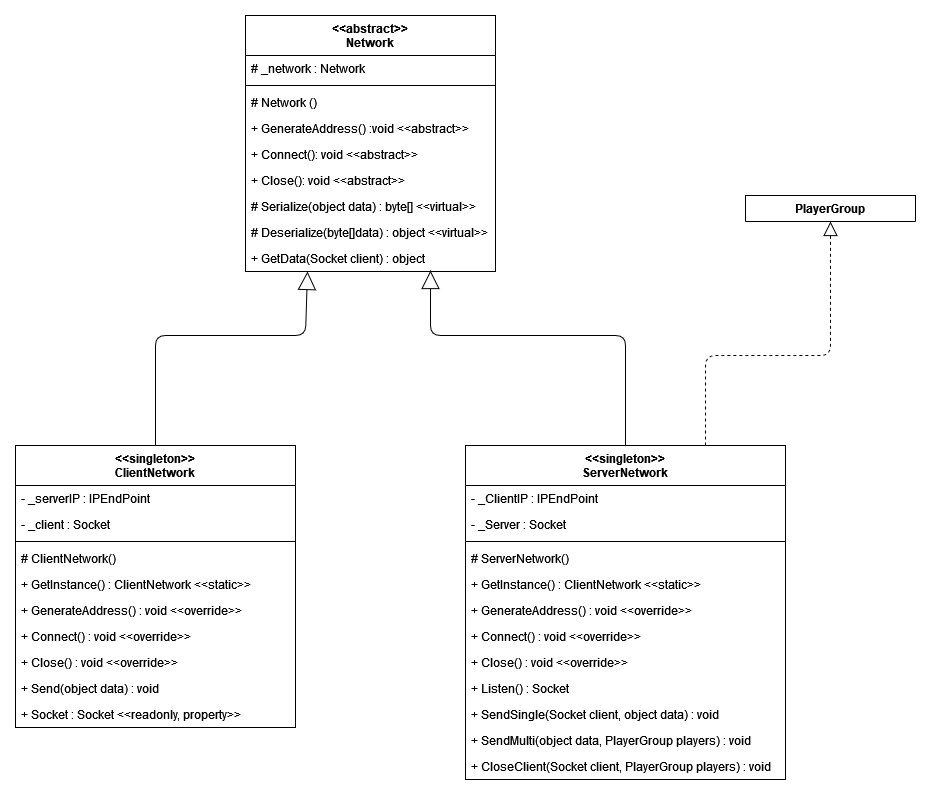 <<abstract>>
Network
# _network : Network
# Network ()
+ GenerateAddress() :void <<abstract>>
+ Connect(): void <<abstract>>
+ Close(): void <<abstract>>
# Serialize(object data) : byte[] <<virtual>>
# Deserialize(byte[]data) : object <<virtual>>
+ GetData(Socket client) : object
PlayerGroup
<<singleton>>
ClientNetwork
- _serverIP : IPEndPoint
- _client : Socket
# ClientNetwork()
+ GetInstance() : ClientNetwork <<static>>
+ GenerateAddress() : void <<override>>
+ Connect() : void <<override>>
+ Close() : void <<override>>
+ Send(object data) : void
+ Socket : Socket <<readonly, property>>
<<singleton>>
ServerNetwork
- _ClientIP : IPEndPoint
- _Server : Socket
# ServerNetwork()
+ GetInstance() : ClientNetwork <<static>>
+ GenerateAddress() : void <<override>>
+ Connect() : void <<override>>
+ Close() : void <<override>>
+ Listen() : Socket
+ SendSingle(Socket client, object data) : void
+ SendMulti(object data, PlayerGroup players) : void
+ CloseClient(Socket client, PlayerGroup players) : void